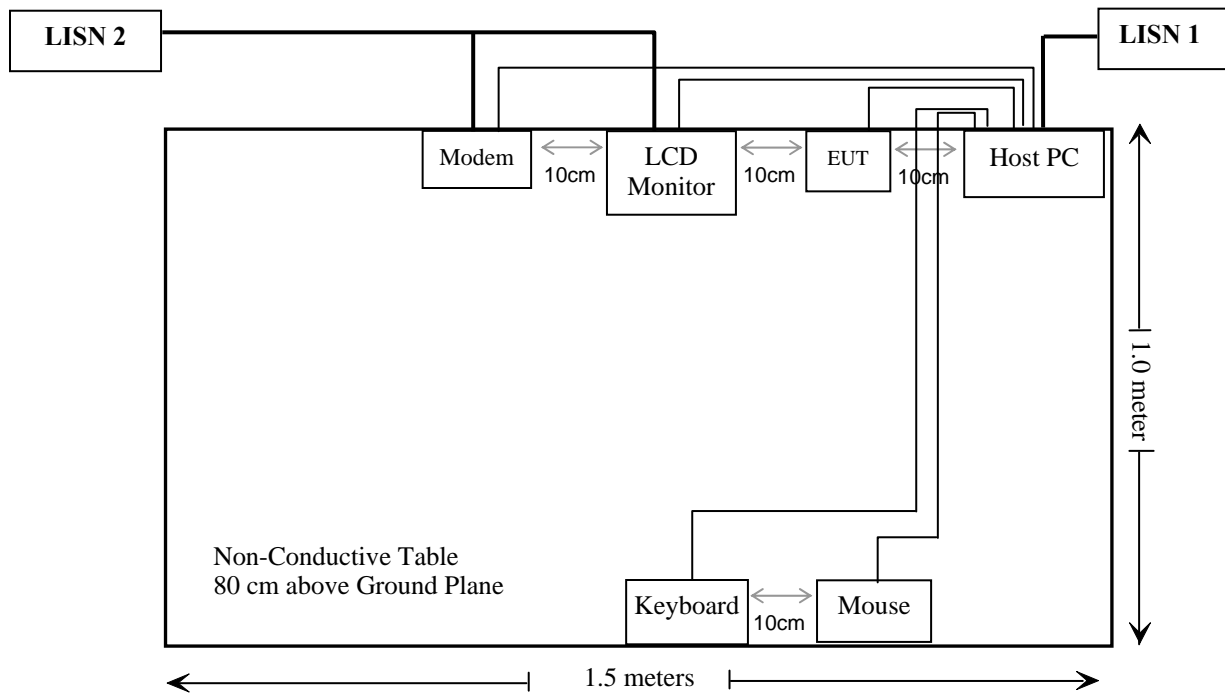 LISN 2
LISN 1
Modem
10cm
LCD
Monitor
10cm
EUT
10cm
Host PC
1.0 meter
Non-Conductive Table
80 cm above Ground Plane
Keyboard
10cm
Mouse
1.5 meters